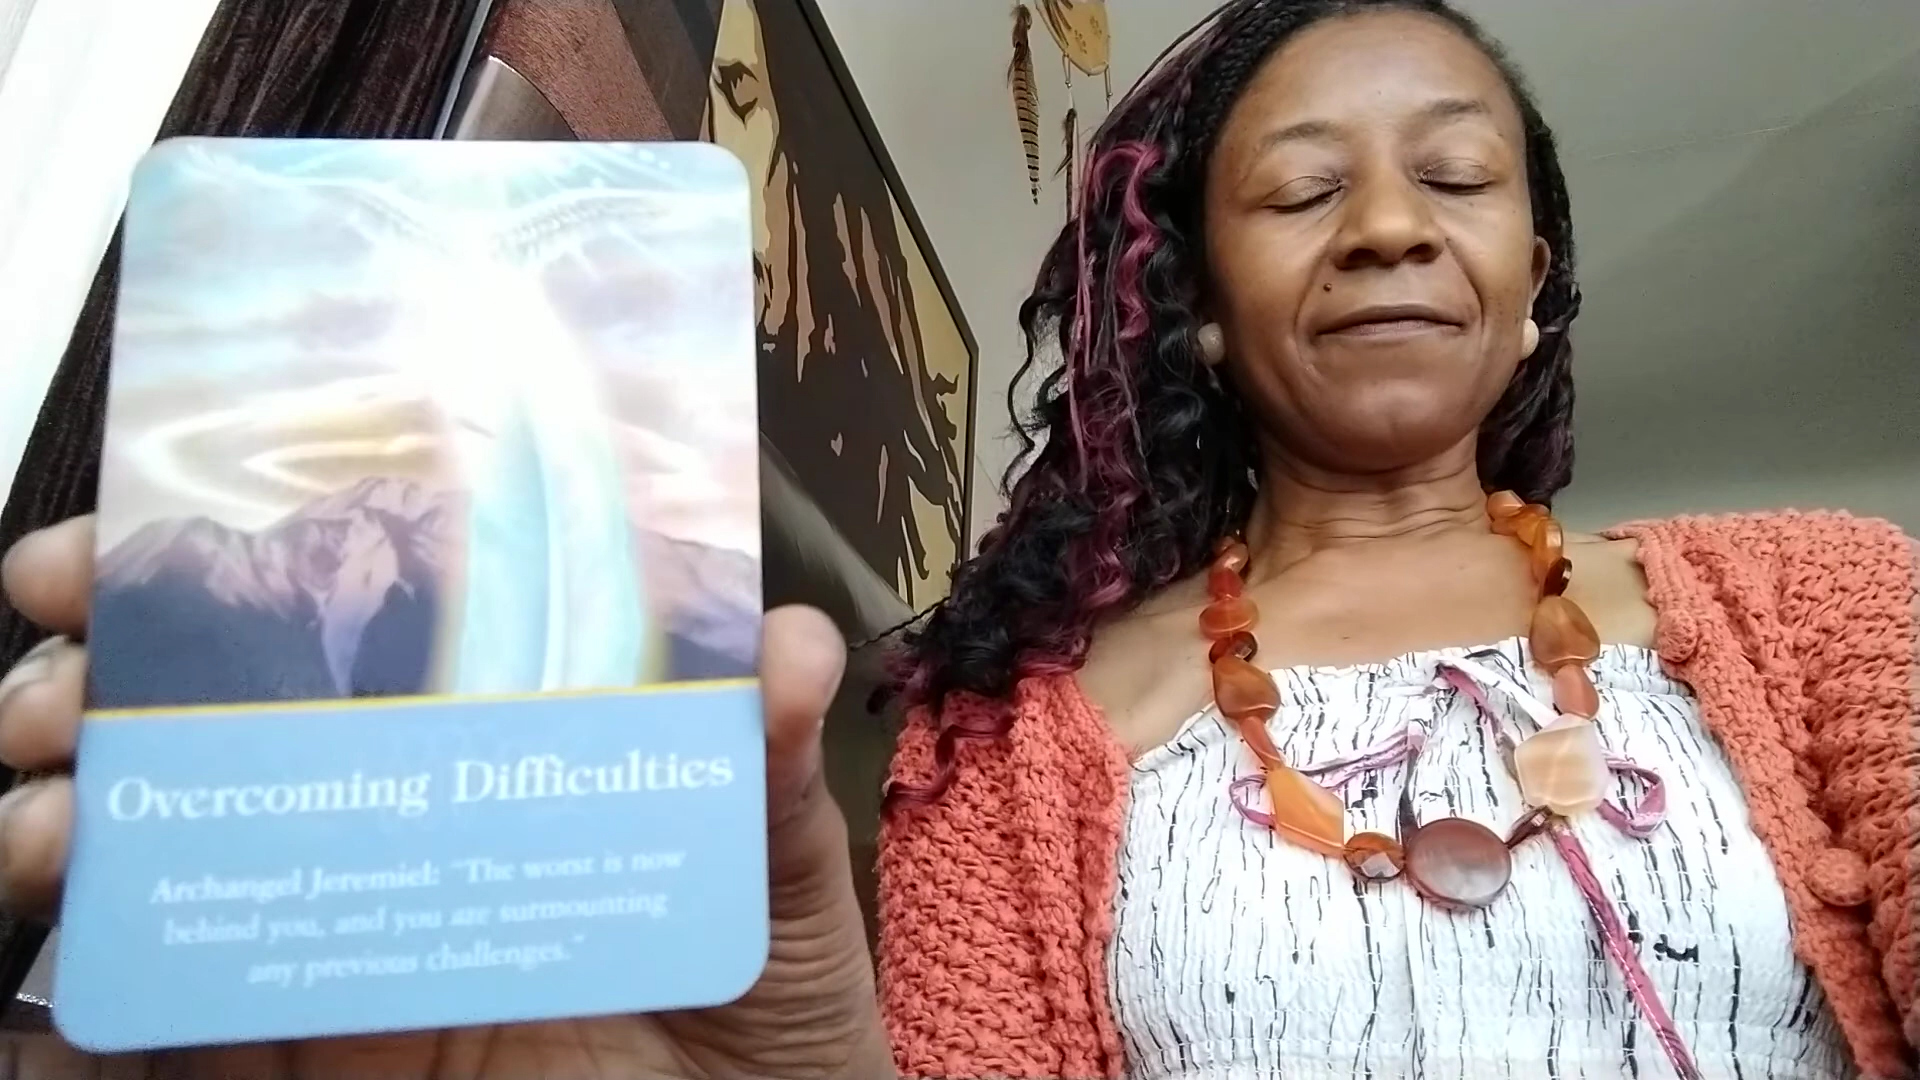 Overcoming Difficulties
Archangel Jeremiel: "The worst is now
behind you, and you are surmounting
any previous challenges."